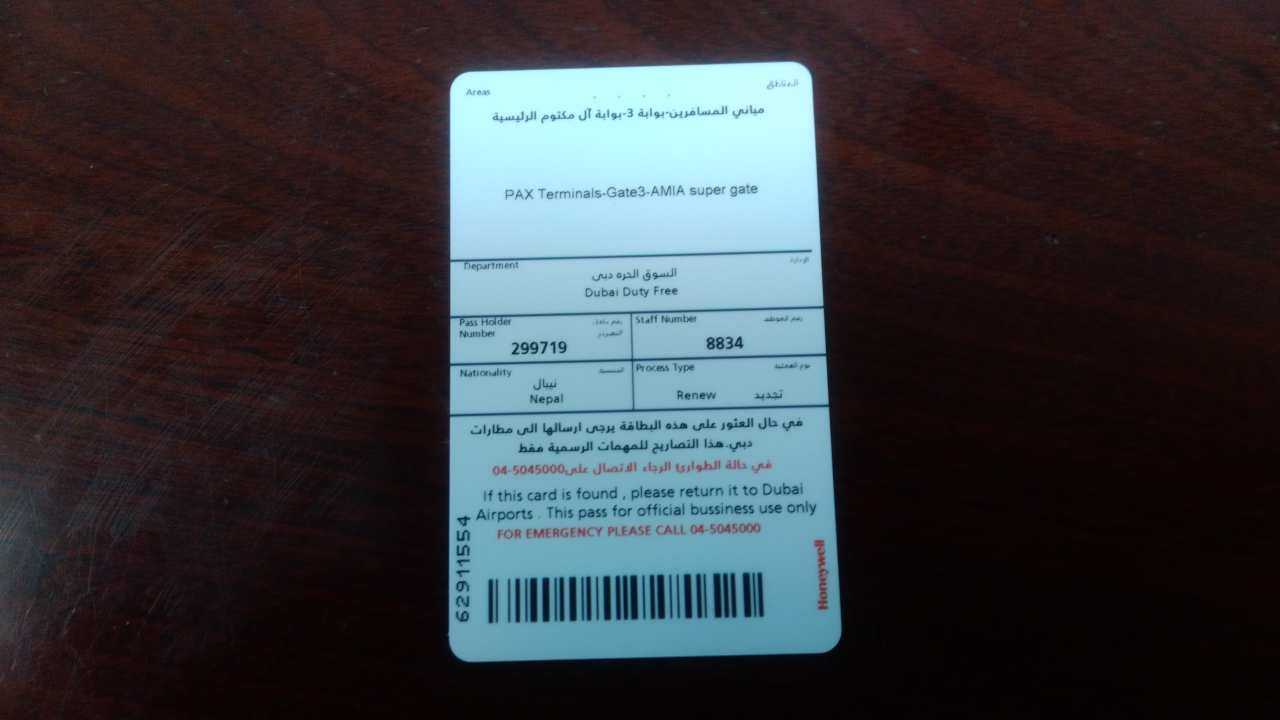 Areas المناطق
مباني المسافرين-بوابة 3-بوابة آل مكتوم الرئيسية
PAX Terminals-Gate3-AMIA super gate
Department الإدارة
السوق الحره دبي
Dubai Duty Free
Pass Holder رقم حامل
Number التصريح
299719
Staff Number رقم الموظف
8834
Nationality الجنسية
نيبال
Nepal
Process Type نوع العملية
Renew تجديد
في حال العثور على هذه البطاقة يرجى ارسالها الى مطارات
دبي.هذا التصاريح للمهمات الرسمية فقط
في حالة الطوارئ الرجاء الاتصال على04-5045000
If this card is found , please return it to Dubai
Airports . This pass for official bussiness use only
FOR EMERGENCY PLEASE CALL 04-5045000
62911554
Honeywell